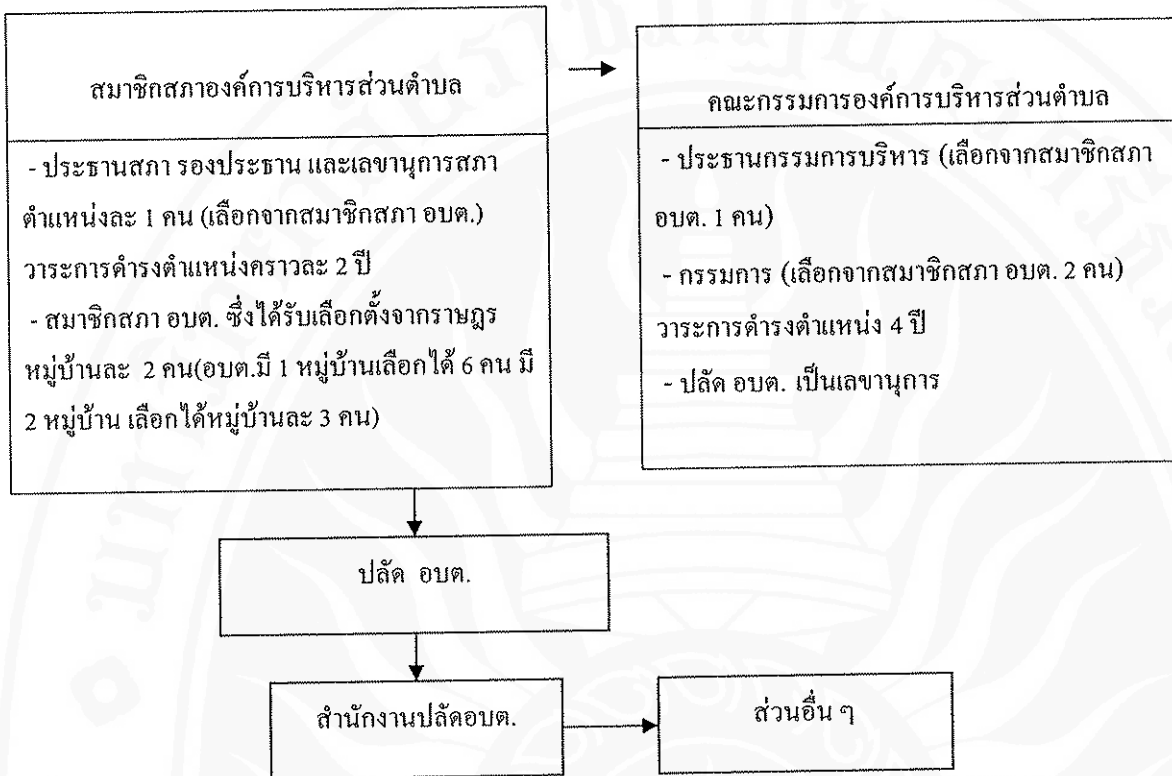 สมาชิกสภาองค์การบริหารส่วนตำบล
- ประธานสภา รองประธาน และเลขานุการสภา
ตำแหน่งละ 1 คน (เลือกจากสมาชิกสภา อบต.)
วาระการดำรงตำแหน่งคราวละ 2 ปี
- สมาชิกสภา อบต. ซึ่งได้รับเลือกตั้งจากราษฎร
หมู่บ้านละ 2 คน(อบต.มี 1 หมู่บ้านเลือกได้ 6 คน มี
2 หมู่บ้าน เลือกได้หมู่บ้านละ 3 คน)
คณะกรรมการองค์การบริหารส่วนตำบล
- ประธานกรรมการบริหาร (เลือกจากสมาชิกสภา
อบต. 1 คน)
- กรรมการ (เลือกจากสมาชิกสภา อบต. 2 คน)
วาระการดำรงตำแหน่ง 4 ปี
- ปลัด อบต. เป็นเลขานุการ
ปลัด อบต.
สำนักงานปลัดอบต.
ส่วนอื่น ๆ